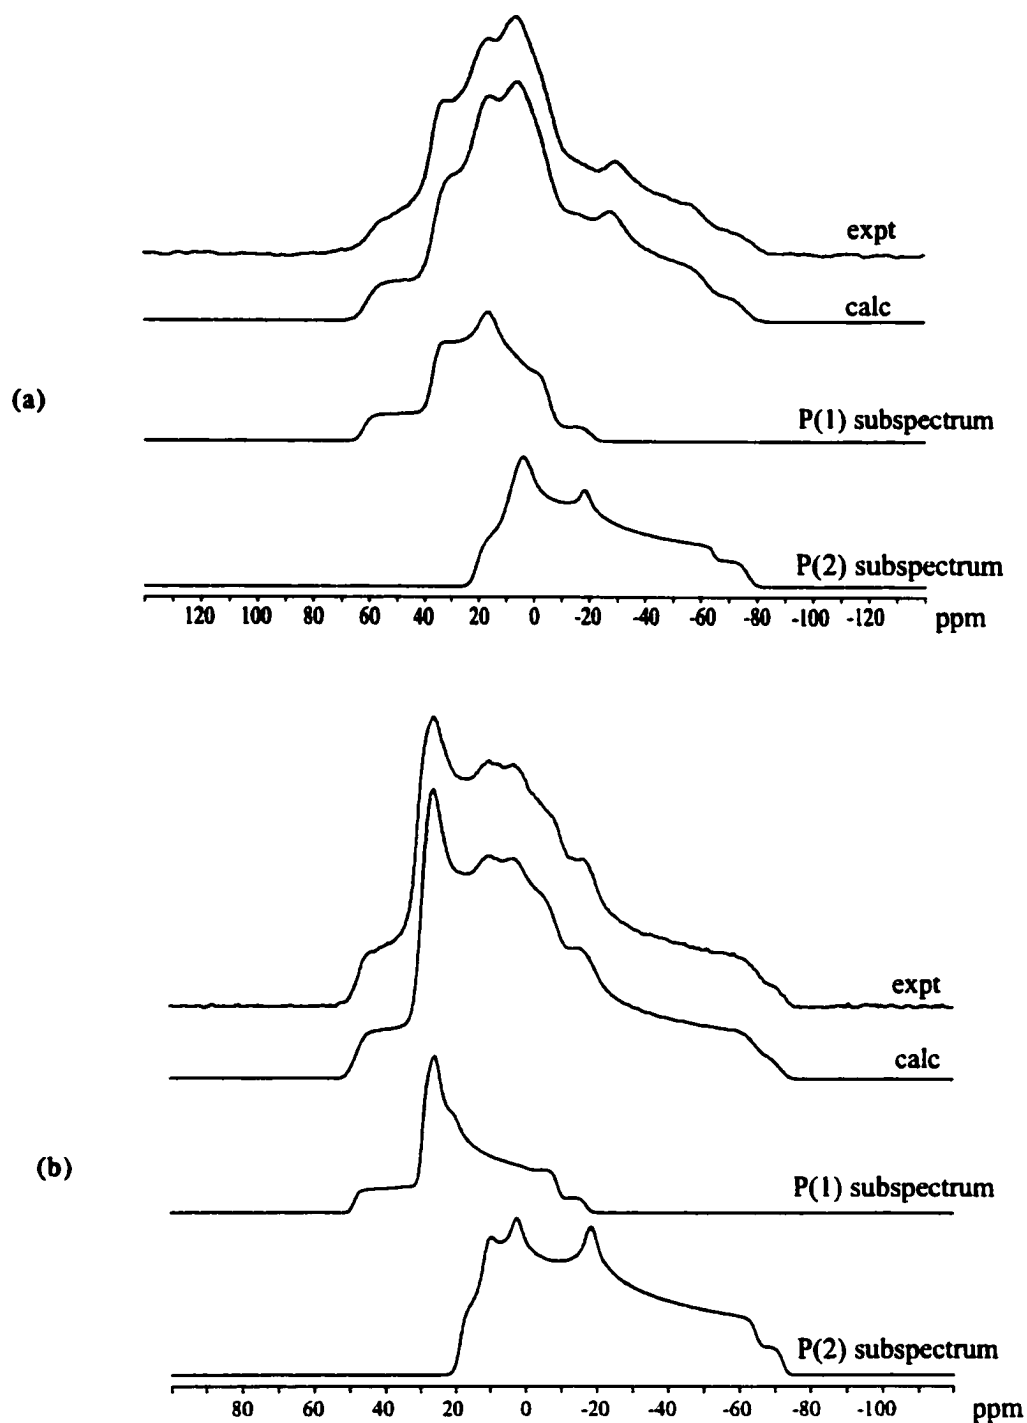 expt
calc
(a)
P(1) subspectrum
P(2) subspectrum
120 100 80 60 40 20 0 -20 -40 -60 -80 -100 -120 ppm
expt
calc
(b)
P(1) subspectrum
P(2) subspectrum
80 60 40 20 0 -20 -40 -60 -80 -100 ppm